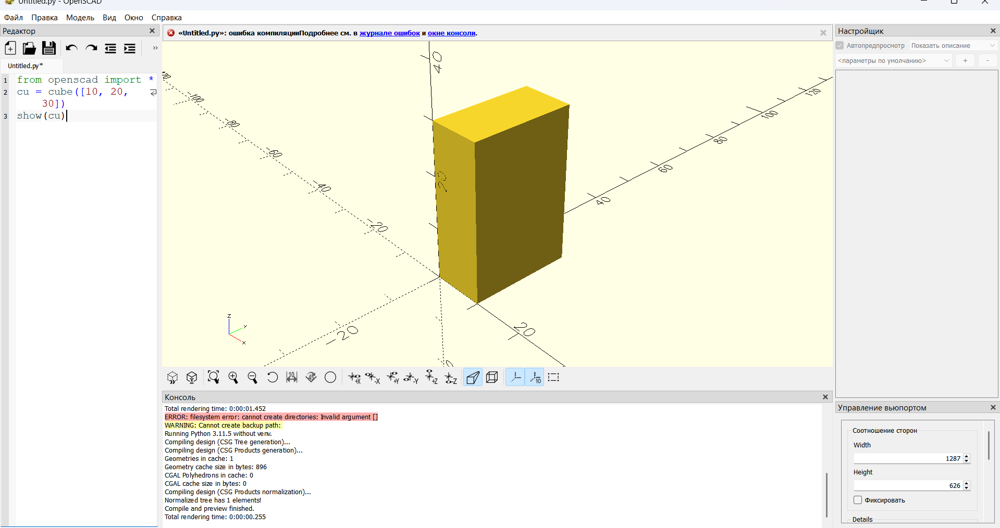 Untitled.py - OpenSCAD
Файл Правка Модель Вид Окно Справка
Редактор
Untitled.py*
1 from openscad import *
2 cu = cube([10, 20,
30])
3 show(cu)
«Untitled.py»: ошибка компиляцииПодробнее см. в журнале ошибок и окне консоли.
40
-100
-80
-60
-40
-20
120
100
80
60
40
2
-20
20
z
y
x
10
45
+X
-X
+Y
-Y
+Z
-Z
10
Консоль
Total rendering time: 0:00:01.452
ERROR: filesystem error: cannot create directories: Invalid argument []
WARNING: Cannot create backup path:
Running Python 3.11.5 without venv.
Compiling design (CSG Tree generation)...
Compiling design (CSG Products generation)...
Geometries in cache: 1
Geometry cache size in bytes: 896
CGAL Polyhedrons in cache: 0
CGAL cache size in bytes: 0
Compiling design (CSG Products normalization)...
Normalized tree has 1 elements!
Compile and preview finished.
Total rendering time: 0:00:00.255
Настройщик
Автопредпросмотр Показать описание
<параметры по умолчанию> + -
Управление вьюпортом
Соотношение сторон
Width
1287
Height
626
Фиксировать
Details